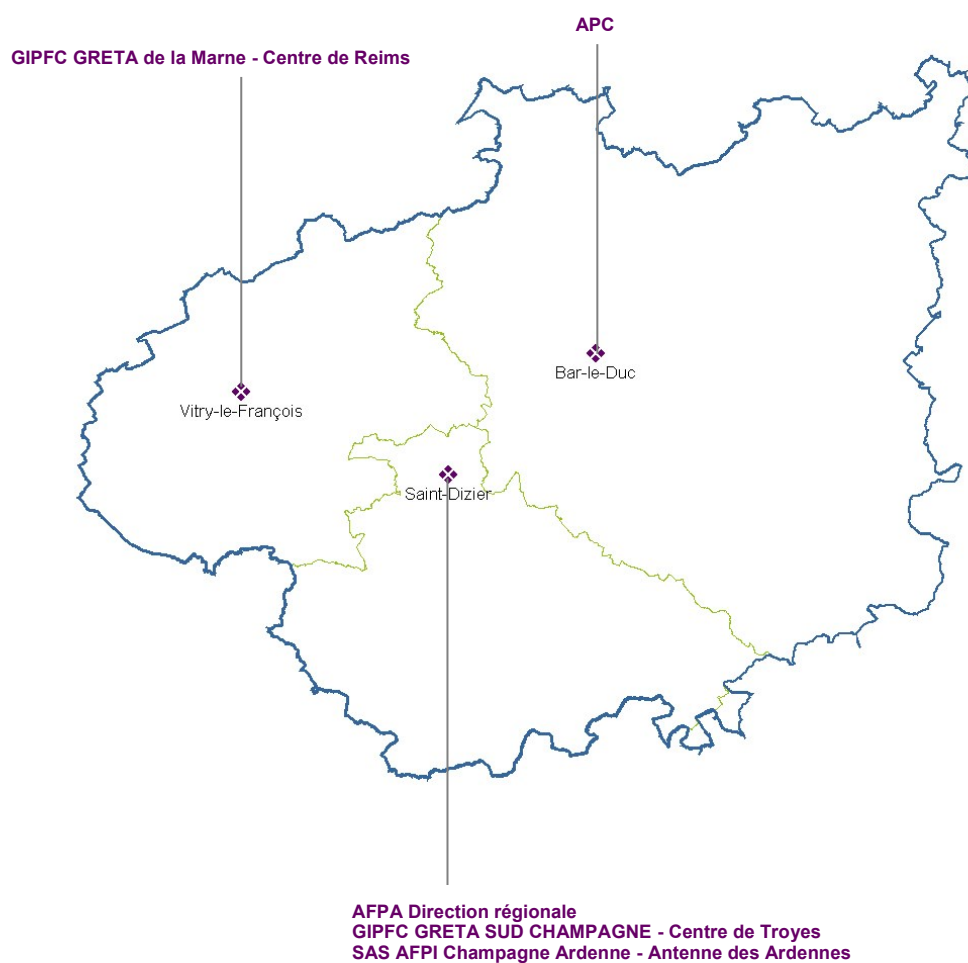 APC
GIPFC GRETA de la Marne - Centre de Reims
Bar-le-Duc
Vitry-le-François
Saint-Dizier
AFPA Direction régionale
GIPFC GRETA SUD CHAMPAGNE - Centre de Troyes
SAS AFPI Champagne Ardenne - Antenne des Ardennes